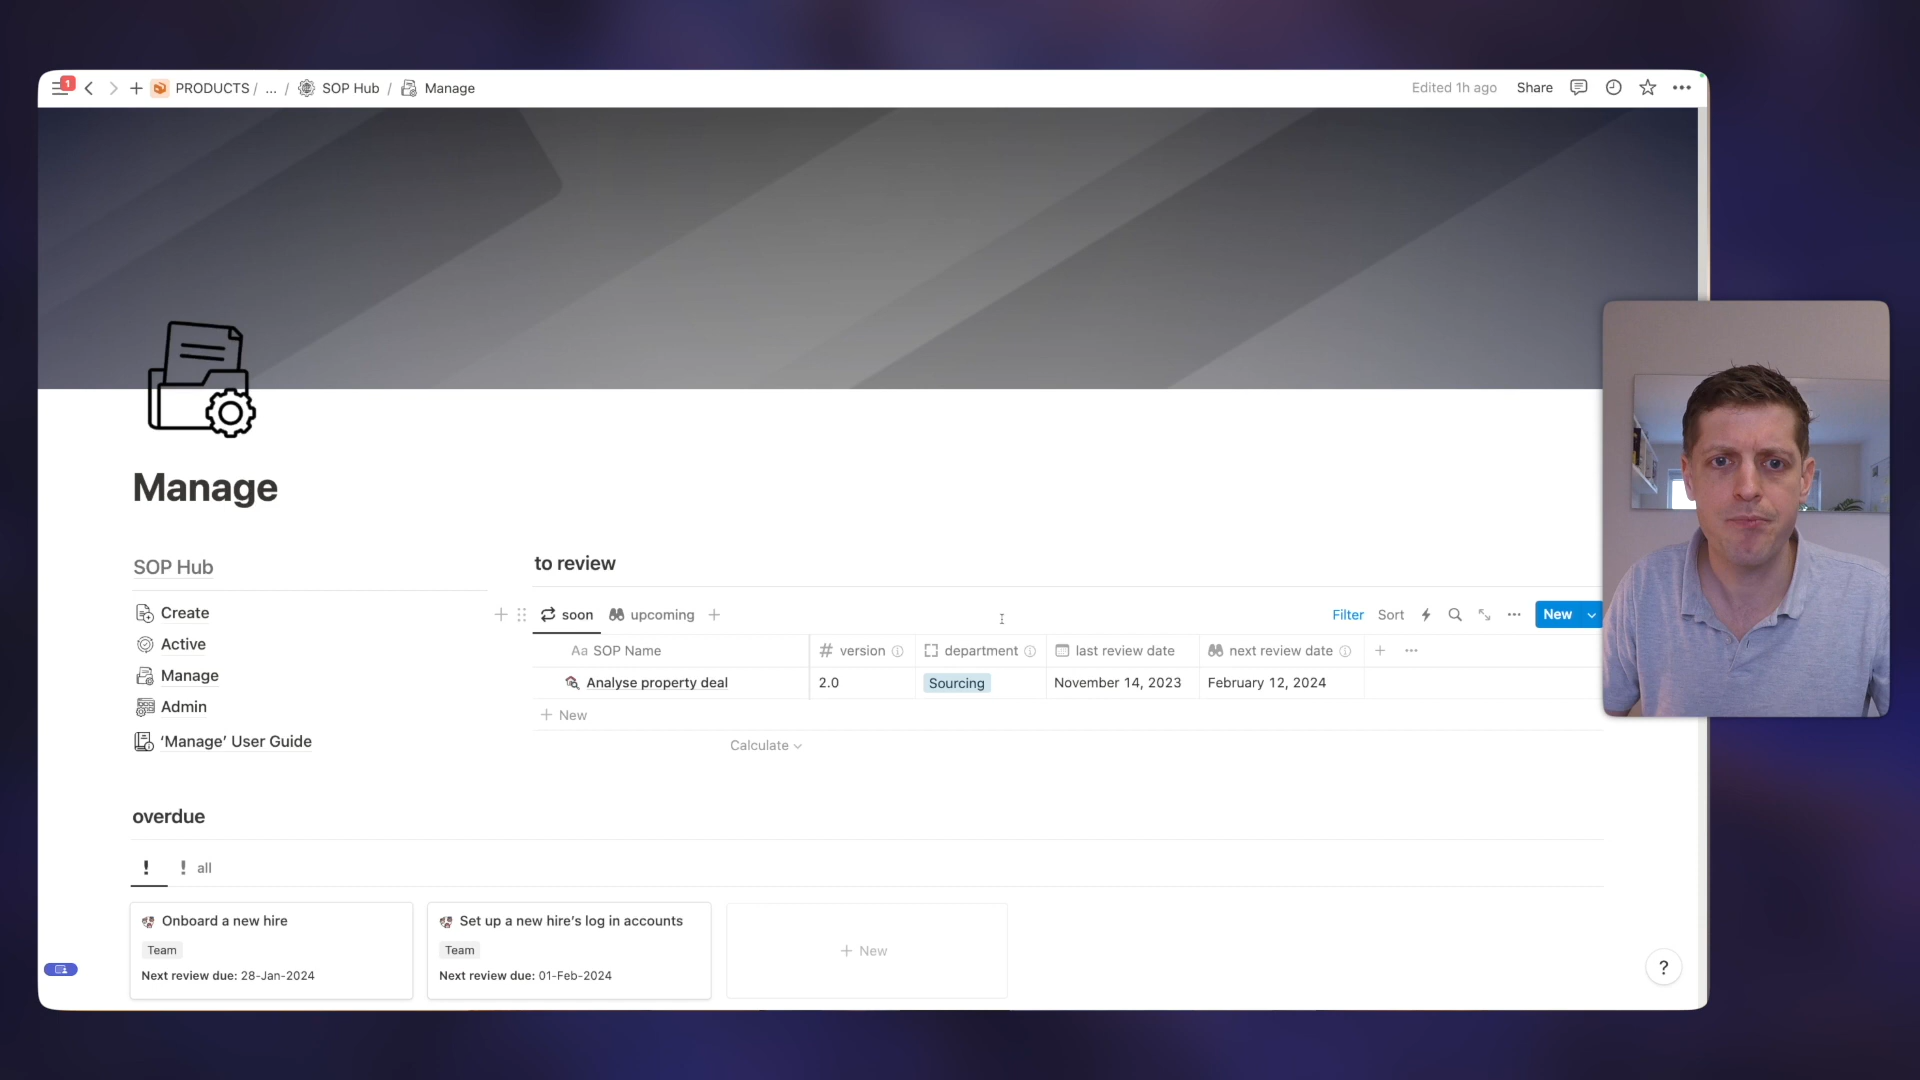 1 PRODUCTS / ... / SOP Hub / Manage Edited 1h ago Share
Manage
SOP Hub
Create
Active
Manage
Admin
‘Manage’ User Guide
to review
soon upcoming Filter Sort New
Aa SOP Name # version department last review date next review date
Analyse property deal 2.0 Sourcing November 14, 2023 February 12, 2024
+ New
Calculate
overdue
! ! all
Onboard a new hire
Team
Next review due: 28-Jan-2024
Set up a new hire’s log in accounts
Team
Next review due: 01-Feb-2024
+ New
?